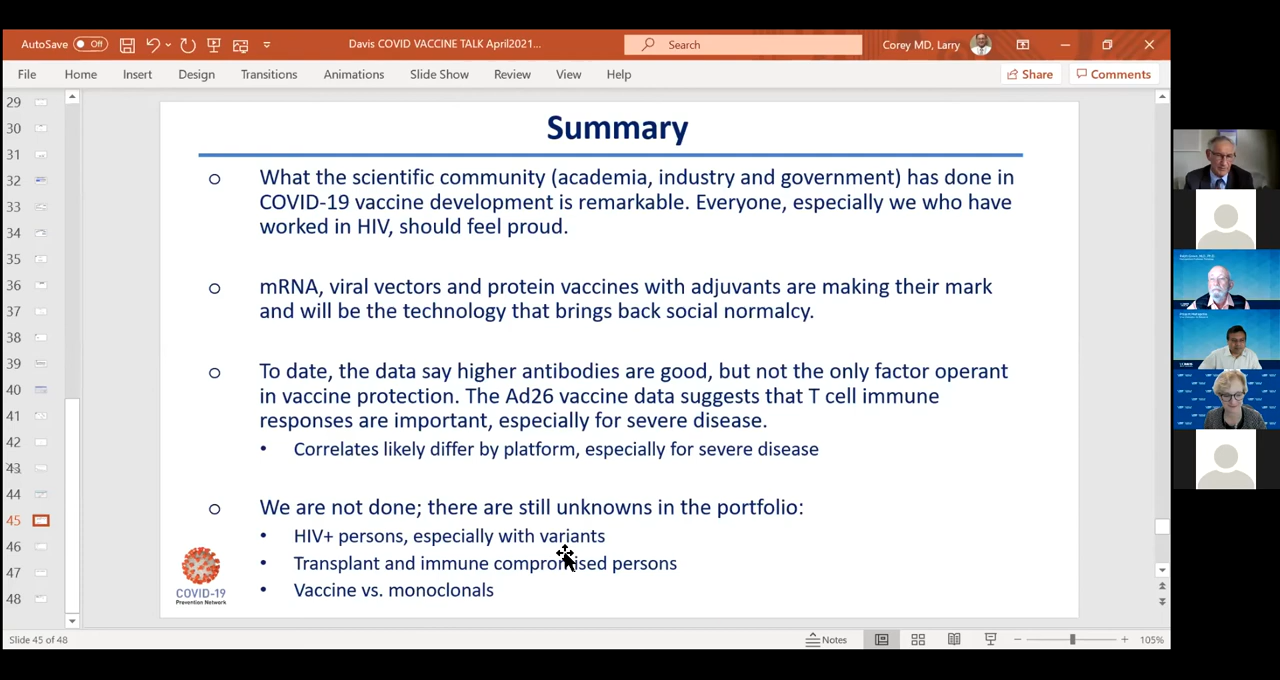 AutoSave Off
Davis COVID VACCINE TALK April2021...
Search
Corey MD, Larry
File Home Insert Design Transitions Animations Slide Show Review View Help
Share Comments
29
30
31
32
33
34
35
36
37
38
39
40
41
42
43
44
45
46
47
48
Summary
o What the scientific community (academia, industry and government) has done in
COVID-19 vaccine development is remarkable. Everyone, especially we who have
worked in HIV, should feel proud.
o mRNA, viral vectors and protein vaccines with adjuvants are making their mark
and will be the technology that brings back social normalcy.
o To date, the data say higher antibodies are good, but not the only factor operant
in vaccine protection. The Ad26 vaccine data suggests that T cell immune
responses are important, especially for severe disease.
• Correlates likely differ by platform, especially for severe disease
o We are not done; there are still unknowns in the portfolio:
• HIV+ persons, especially with variants
• Transplant and immune compromised persons
• Vaccine vs. monoclonals
COVID-19
Prevention Network
Slide 45 of 48
Notes
105%